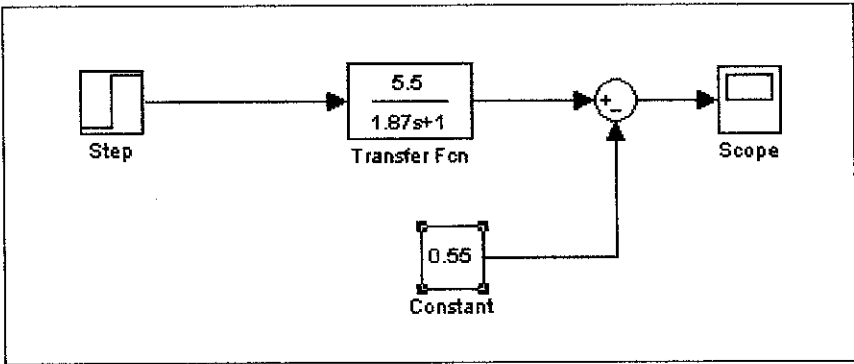 5.5
1.87s+1
+
-
Step
Transfer Fcn
Scope
0.55
Constant